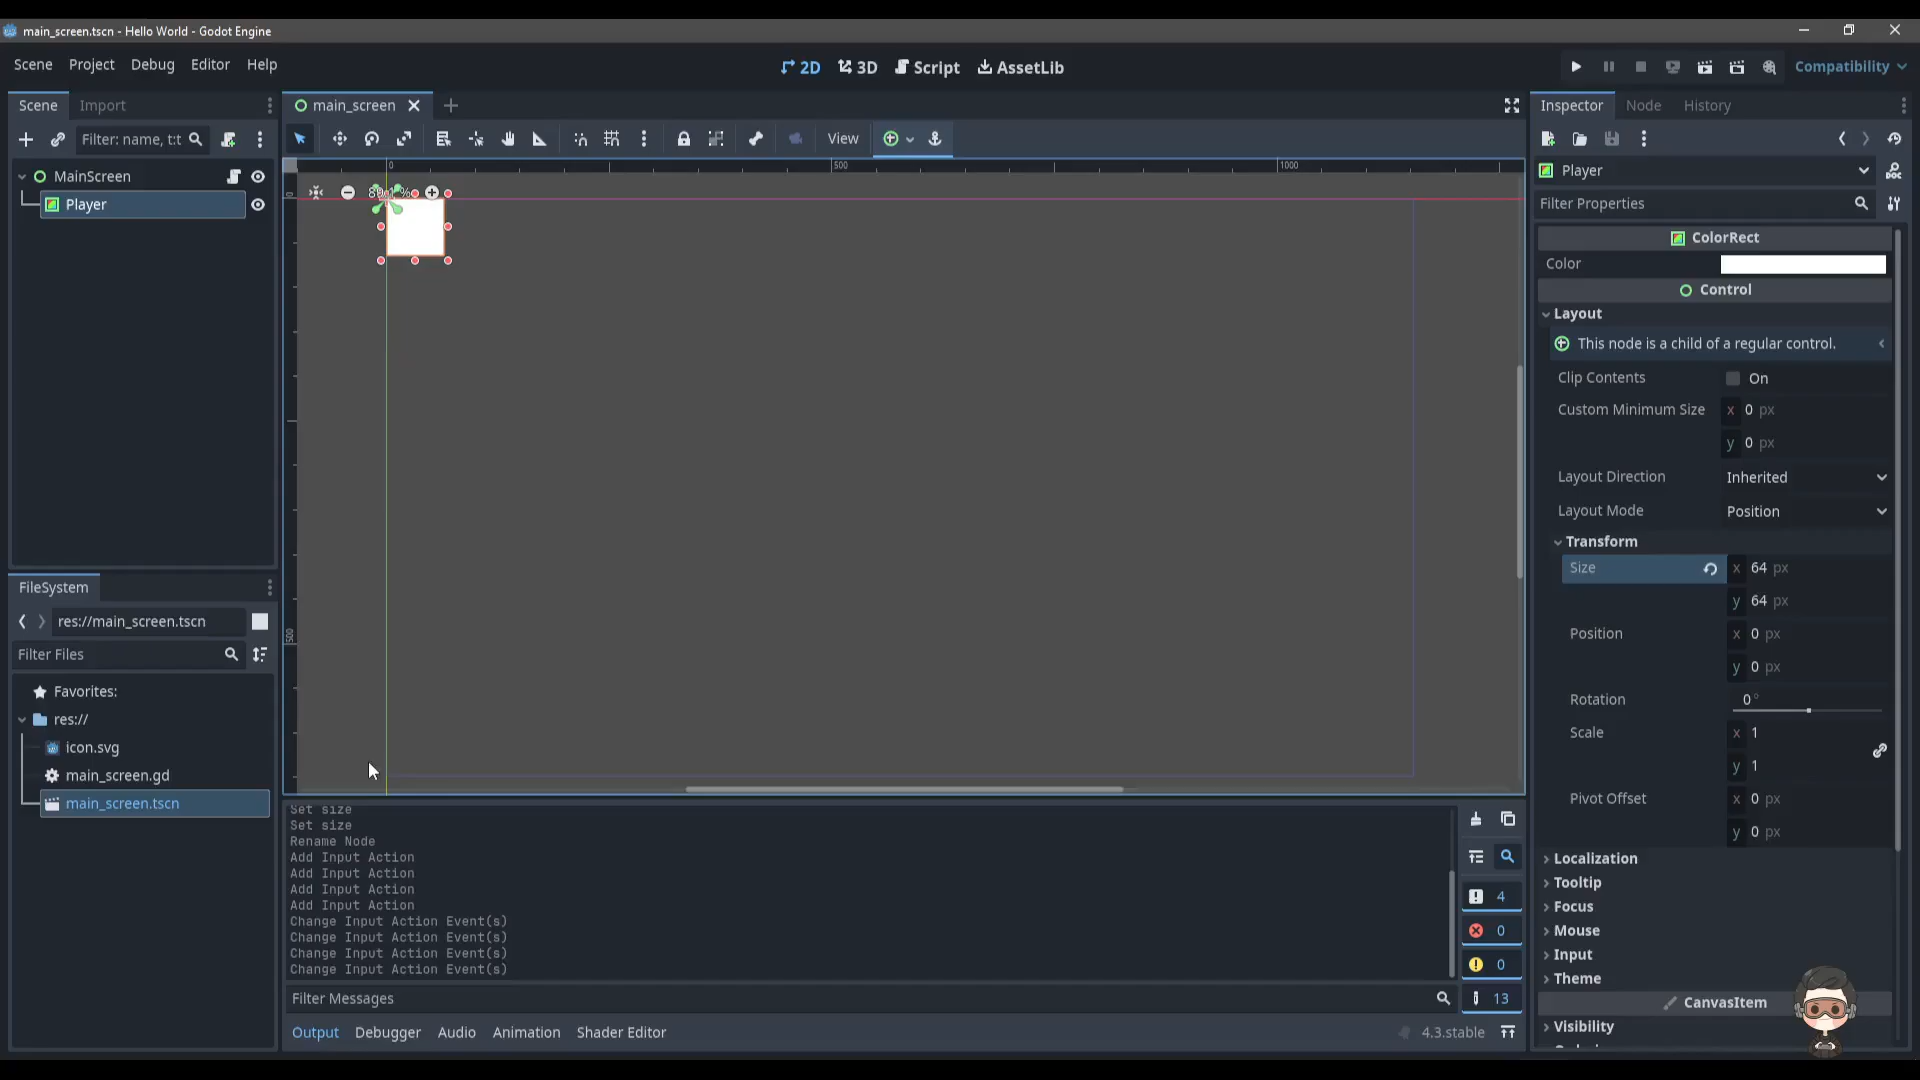 main_screen.tscn - Hello World - Godot Engine
Scene Project Debug Editor Help
2D 3D Script AssetLib
Compatibility
Scene Import
main_screen
Inspector Node History
Filter: name, t:t
View
MainScreen
Player
0 500 1000
500
Player
Filter Properties
ColorRect
Color
Control
Layout
This node is a child of a regular control.
Clip Contents On
Custom Minimum Size x 0 px
y 0 px
Layout Direction Inherited
Layout Mode Position
Transform
Size x 64 px
y 64 px
Position x 0 px
y 0 px
Rotation 0°
Scale x 1
y 1
Pivot Offset x 0 px
y 0 px
Localization
Tooltip
Focus
Mouse
Input
Theme
CanvasItem
Visibility
FileSystem
res://main_screen.tscn
Filter Files
Favorites:
res://
icon.svg
main_screen.gd
main_screen.tscn
Set size
Set size
Rename Node
Add Input Action
Add Input Action
Add Input Action
Add Input Action
Change Input Action Event(s)
Change Input Action Event(s)
Change Input Action Event(s)
Change Input Action Event(s)
4
0
0
13
Filter Messages
Output Debugger Audio Animation Shader Editor
4.3.stable